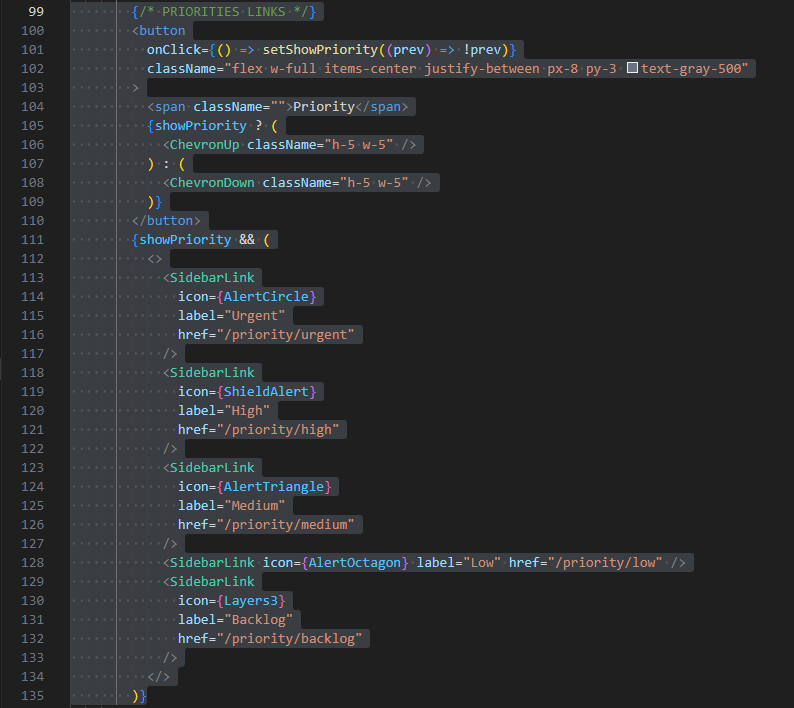 99 {/* PRIORITIES LINKS */}
100 <button
101 onClick={() => setShowPriority((prev) => !prev)}
102 className="flex w-full items-center justify-between px-8 py-3 text-gray-500"
103 >
104 <span className="">Priority</span>
105 {showPriority ? (
106 <ChevronUp className="h-5 w-5" />
107 ) : (
108 <ChevronDown className="h-5 w-5" />
109 )}
110 </button>
111 {showPriority && (
112 <>
113 <SidebarLink
114 icon={AlertCircle}
115 label="Urgent"
116 href="/priority/urgent"
117 />
118 <SidebarLink
119 icon={ShieldAlert}
120 label="High"
121 href="/priority/high"
122 />
123 <SidebarLink
124 icon={AlertTriangle}
125 label="Medium"
126 href="/priority/medium"
127 />
128 <SidebarLink icon={AlertOctagon} label="Low" href="/priority/low" />
129 <SidebarLink
130 icon={Layers3}
131 label="Backlog"
132 href="/priority/backlog"
133 />
134 </>
135 )}